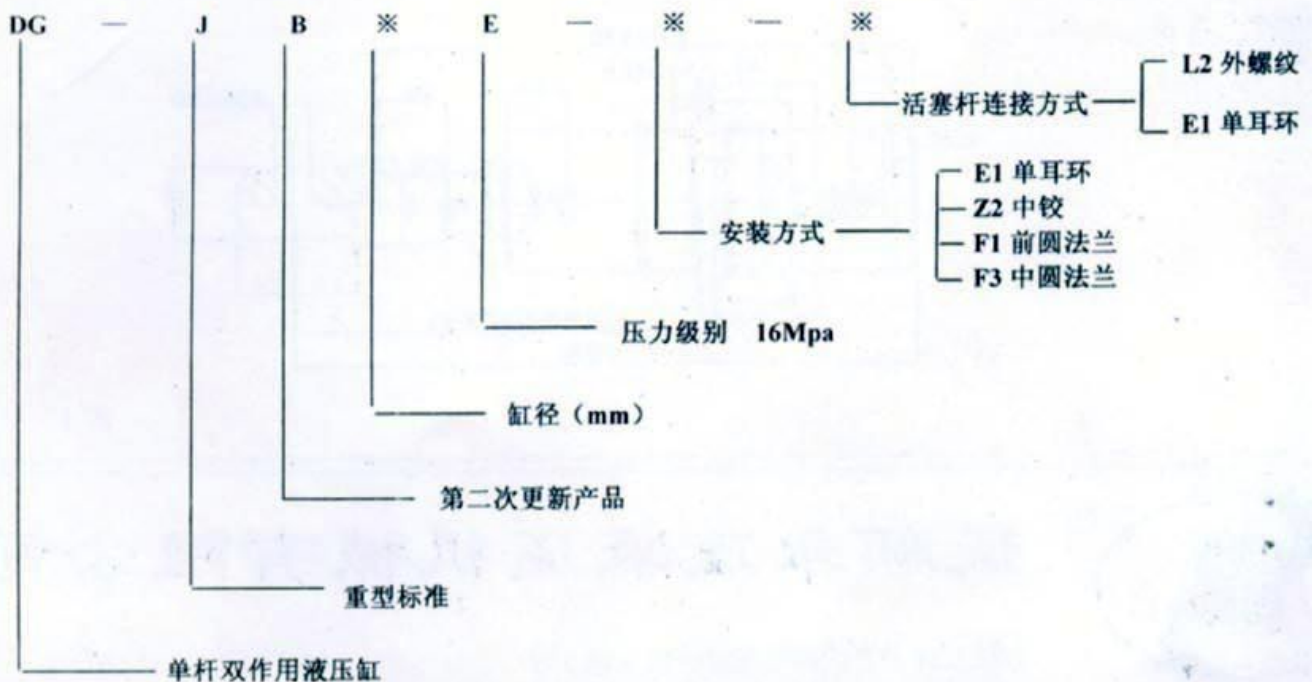 DG — J B ※ E — ※ — ※
L2 外螺纹
活塞杆连接方式
E1 单耳环
E1 单耳环
Z2 中铰
安装方式
F1 前圆法兰
F3 中圆法兰
压力级别 16Mpa
缸径（mm）
第二次更新产品
重型标准
单杆双作用液压缸